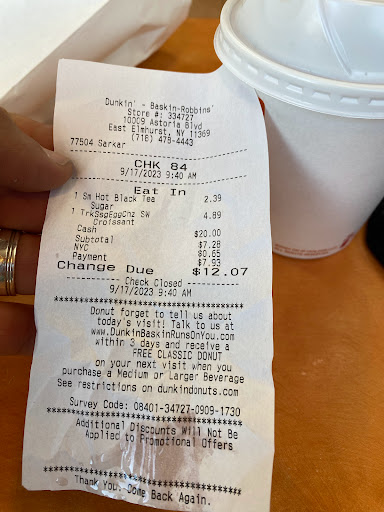 Dunkin' - Baskin-Robbins'
Store #: 334727
10009 Astoria Blvd
East Elmhurst, NY 11369
(718) 478-4443
77504 Sarkar
CHK 84
9/17/2023 9:40 AM
Eat In
1 Sm Hot Black Tea 2.39
Sugar
1 TrkSspEggChz SW 4.89
Croissant
Cash $20.00
Subtotal $7.28
NYC $0.65
Payment $7.93
Change Due $12.07
Check Closed
9/17/2023 9:40 AM
Donut forget to tell us about
today's visit! Talk to us at
www.DunkinBaskinRunsOnYou.com
within 3 days and receive a
FREE CLASSIC DONUT
on your next visit when you
purchase a Medium or Larger Beverage
See restrictions on dunkindonuts.com
Survey Code: 08401-34727-0909-1730
Additional Discounts Will Not Be
Applied to Promotional Offers
Thank You. Come Back Again.